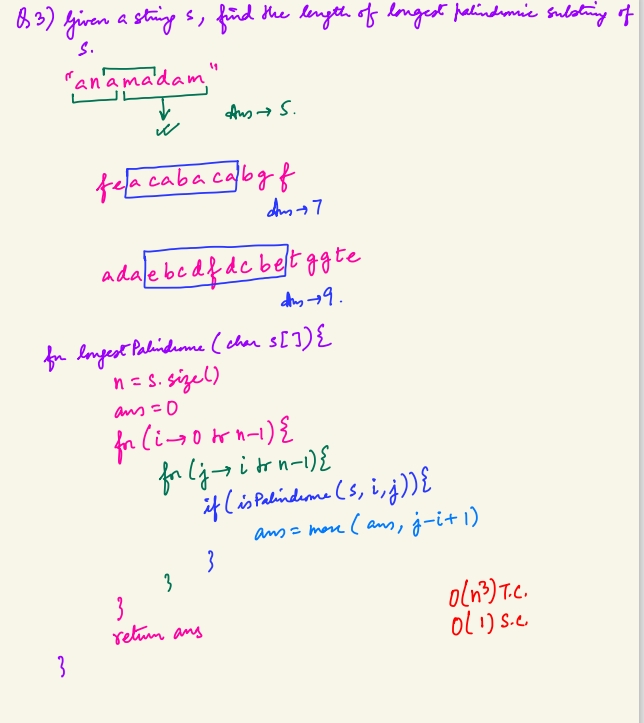 Q3) Given a string s, find the length of longest palindromic substring of
s.
"anamadam"
Ans → 5.
feacabacabgf
Ans → 7
adaebcdfdcbetggte
Ans → 9.
fn longestPalindrome (char s[]){
n = s.size()
ans = 0
for (i → 0 to n-1){
for (j → i to n-1){
if (isPalindrome (s, i, j)){
ans = max (ans, j-i+1)
}
}
}
return ans
}
O(n³) T.C.
O(1) S.C.